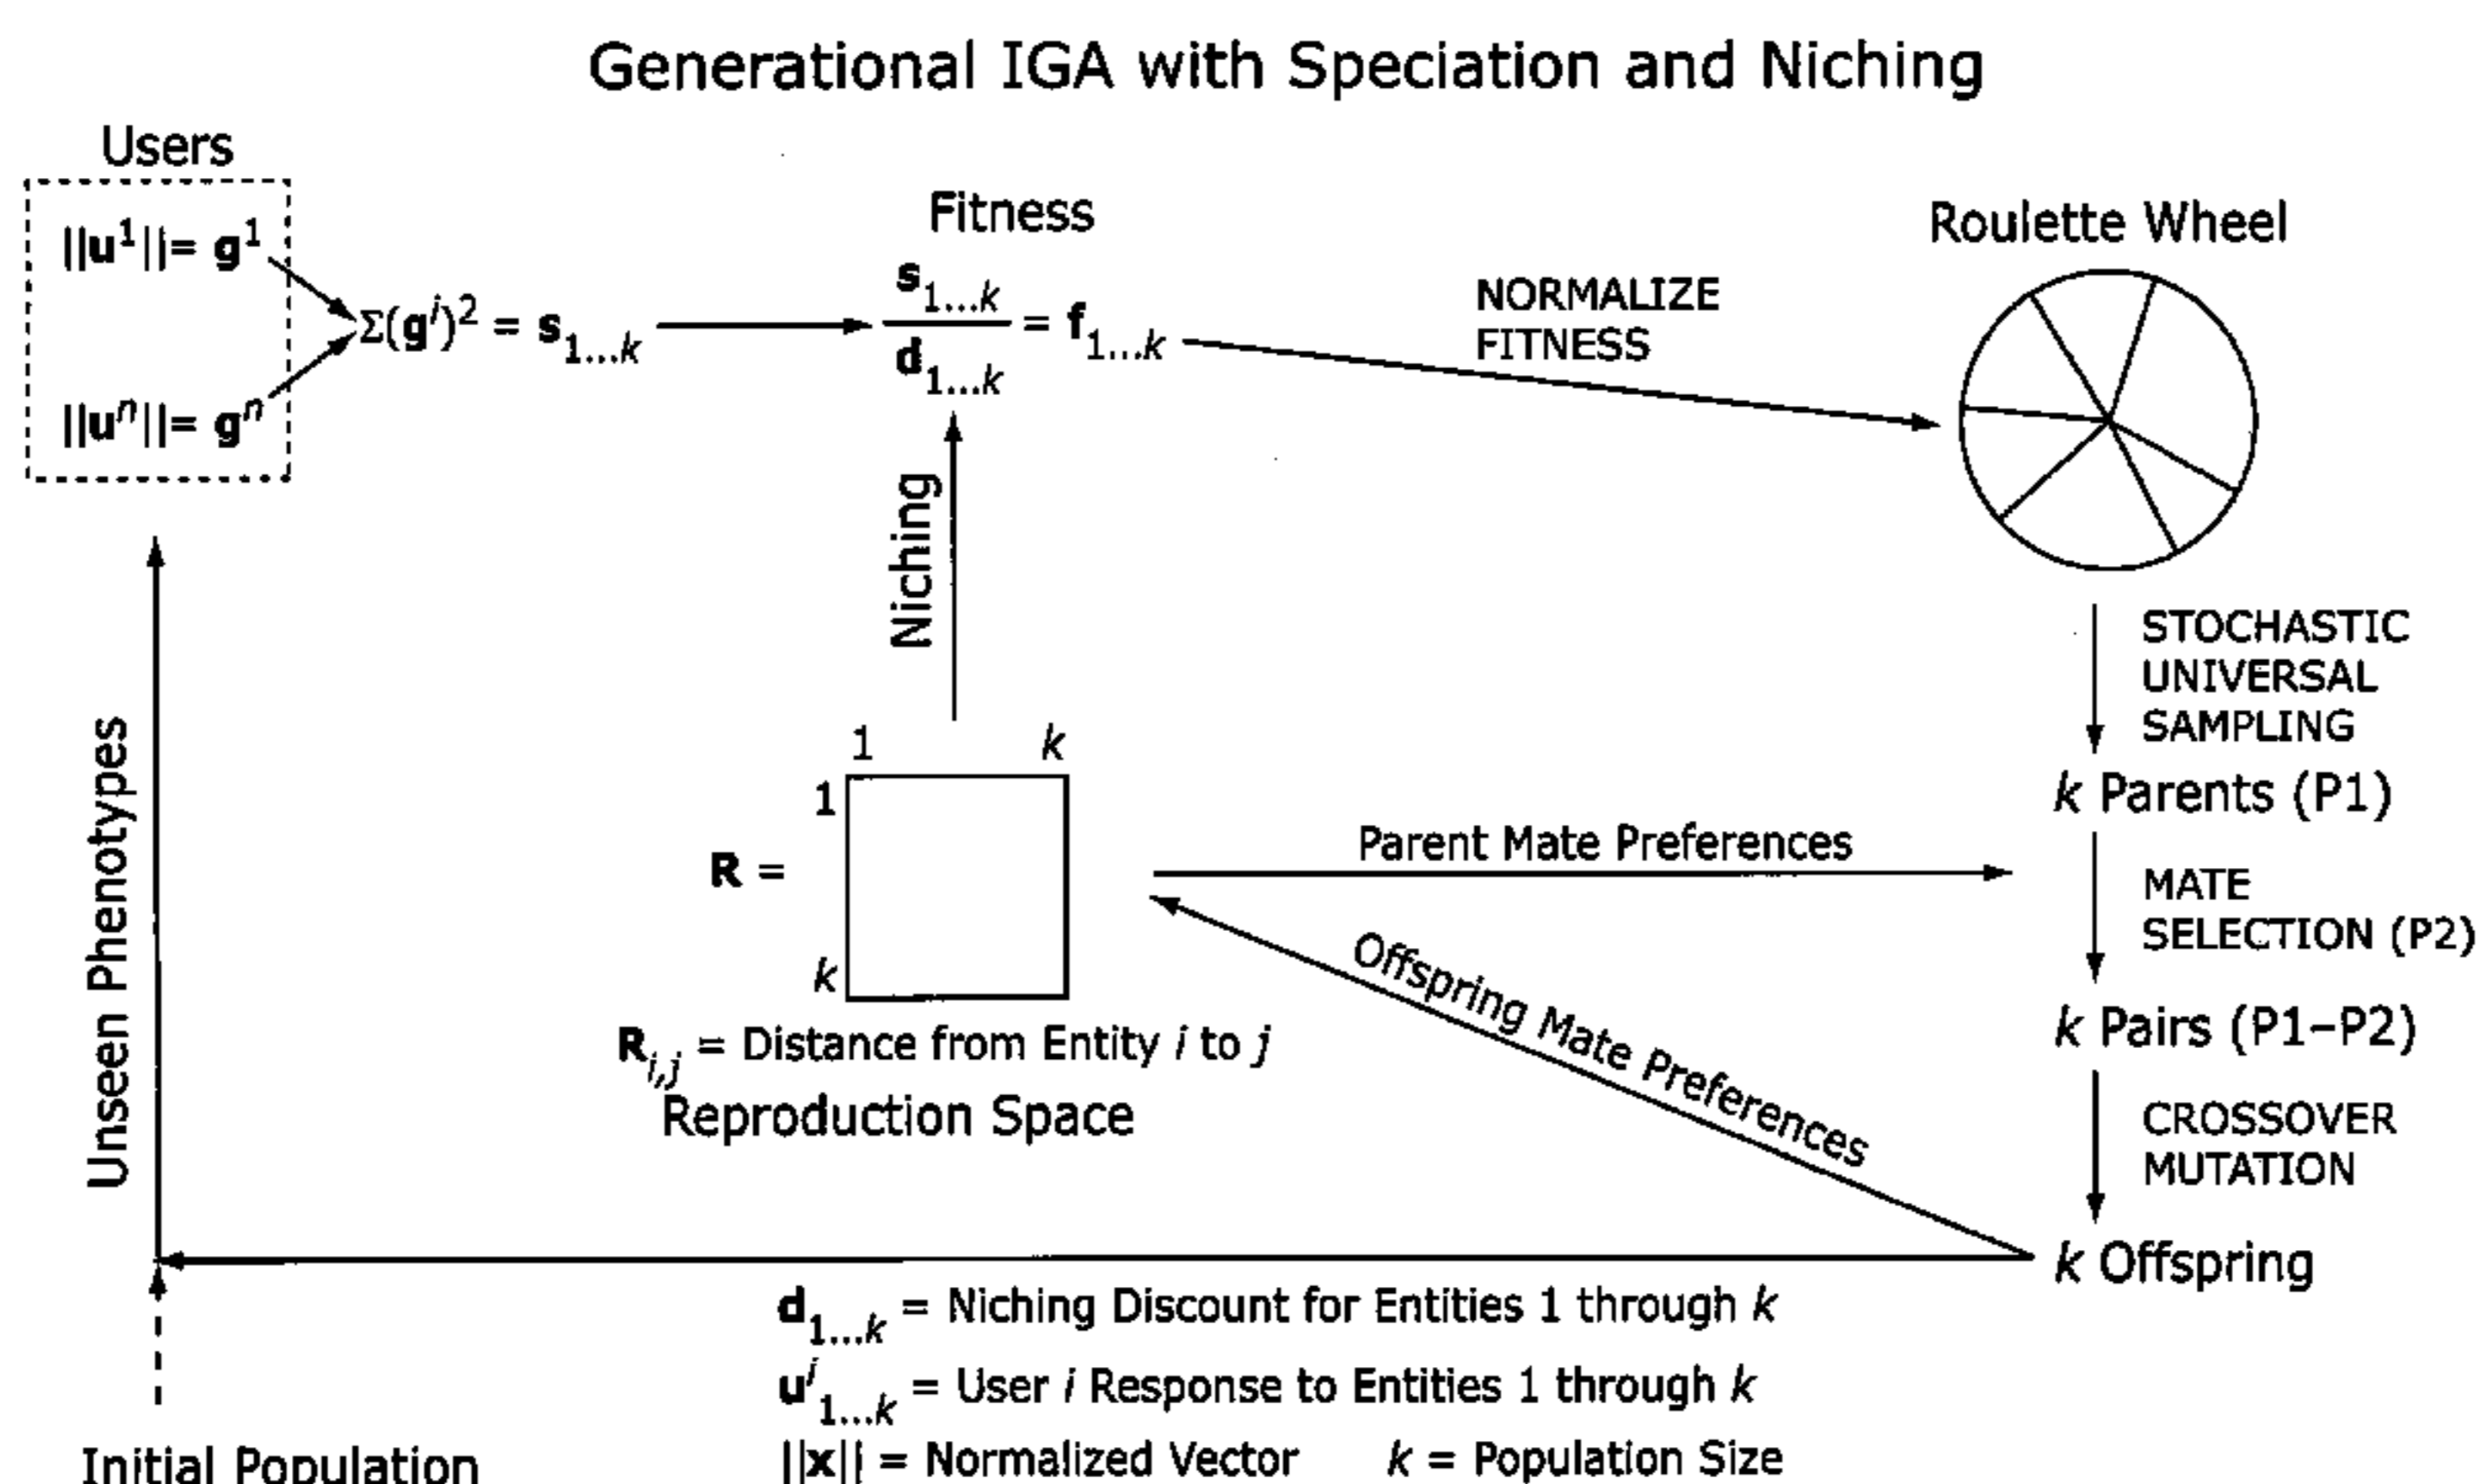 Generational IGA with Speciation and Niching
Users
||u¹||= g¹
||uⁿ||= gⁿ
Σ(gⁱ)² = s₁...k
Fitness
s₁...k
d₁...k
= f₁...k
NORMALIZE
FITNESS
Roulette Wheel
Niching
STOCHASTIC
UNIVERSAL
SAMPLING
k Parents (P1)
MATE
SELECTION (P2)
k Pairs (P1–P2)
CROSSOVER
MUTATION
k Offspring
Parent Mate Preferences
Offspring Mate Preferences
1 k
1
R =
k
Rᵢ,ⱼ = Distance from Entity i to j
Reproduction Space
Unseen Phenotypes
Initial Population
d₁...k = Niching Discount for Entities 1 through k
uⁱ₁...k = User i Response to Entities 1 through k
||x|| = Normalized Vector k = Population Size